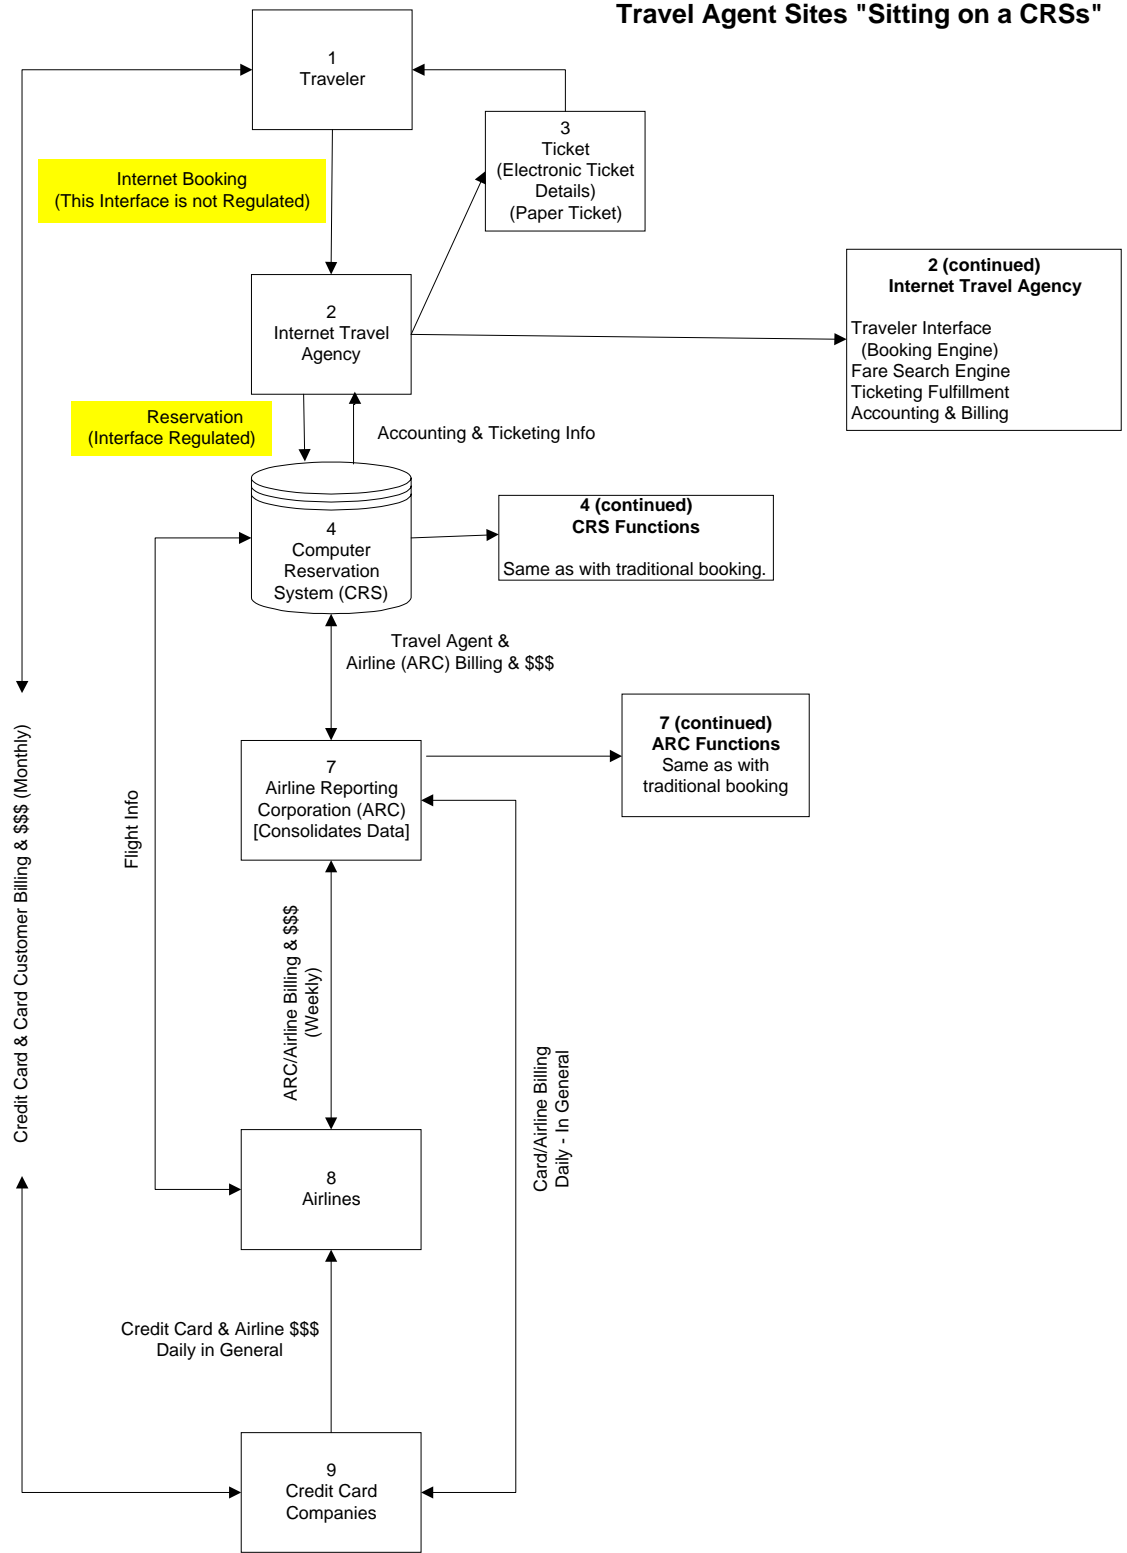 Travel Agent Sites "Sitting on a CRSs"
1
Traveler
3
Ticket
(Electronic Ticket
Details)
(Paper Ticket)
Internet Booking
(This Interface is not Regulated)
2
Internet Travel
Agency
2 (continued)
Internet Travel Agency
Traveler Interface
(Booking Engine)
Fare Search Engine
Ticketing Fulfillment
Accounting & Billing
Reservation
(Interface Regulated)
Accounting & Ticketing Info
4
Computer
Reservation
System (CRS)
4 (continued)
CRS Functions
Same as with traditional booking.
Travel Agent &
Airline (ARC) Billing & $$$
7
Airline Reporting
Corporation (ARC)
[Consolidates Data]
7 (continued)
ARC Functions
Same as with
traditional booking
Credit Card & Card Customer Billing & $$$ (Monthly)
Flight Info
ARC/Airline Billing & $$$
(Weekly)
Card/Airline Billing
Daily - In General
8
Airlines
Credit Card & Airline $$$
Daily in General
9
Credit Card
Companies